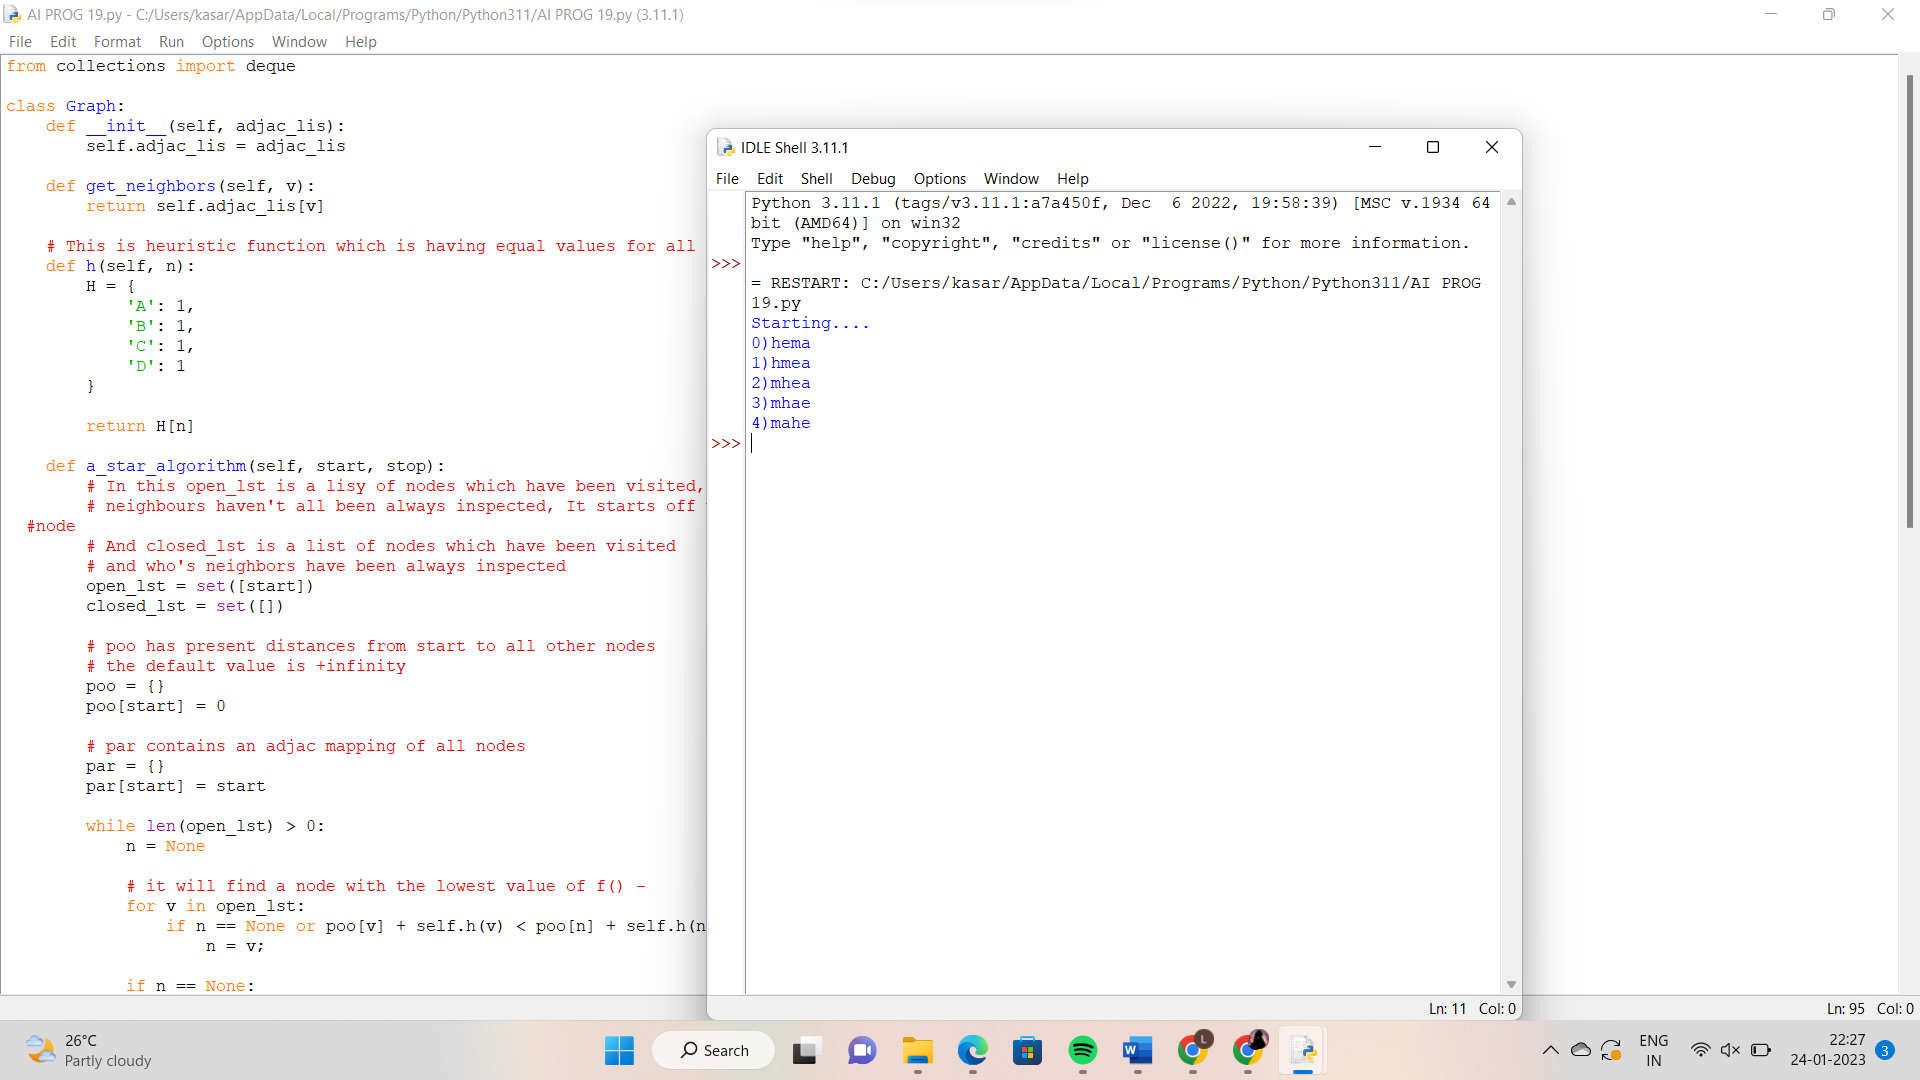 AI PROG 19.py - C:/Users/kasar/AppData/Local/Programs/Python/Python311/AI PROG 19.py (3.11.1)
File Edit Format Run Options Window Help
from collections import deque
class Graph:
def __init__(self, adjac_lis):
self.adjac_lis = adjac_lis
def get_neighbors(self, v):
return self.adjac_lis[v]
# This is heuristic function which is having equal values for all
def h(self, n):
H = {
'A': 1,
'B': 1,
'C': 1,
'D': 1
}
return H[n]
def a_star_algorithm(self, start, stop):
# In this open_lst is a lisy of nodes which have been visited,
# neighbours haven't all been always inspected, It starts off
#node
# And closed_lst is a list of nodes which have been visited
# and who's neighbors have been always inspected
open_lst = set([start])
closed_lst = set([])
# poo has present distances from start to all other nodes
# the default value is +infinity
poo = {}
poo[start] = 0
# par contains an adjac mapping of all nodes
par = {}
par[start] = start
while len(open_lst) > 0:
n = None
# it will find a node with the lowest value of f() -
for v in open_lst:
if n == None or poo[v] + self.h(v) < poo[n] + self.h(n
n = v;
if n == None:
Ln: 95 Col: 0
IDLE Shell 3.11.1
File Edit Shell Debug Options Window Help
Python 3.11.1 (tags/v3.11.1:a7a450f, Dec  6 2022, 19:58:39) [MSC v.1934 64
bit (AMD64)] on win32
Type "help", "copyright", "credits" or "license()" for more information.
>>>
= RESTART: C:/Users/kasar/AppData/Local/Programs/Python/Python311/AI PROG
19.py
Starting....
0)hema
1)hmea
2)mhea
3)mhae
4)mahe
>>>
Ln: 11 Col: 0
26°C
Partly cloudy
Search
W
L
ENG
IN
22:27
24-01-2023
3